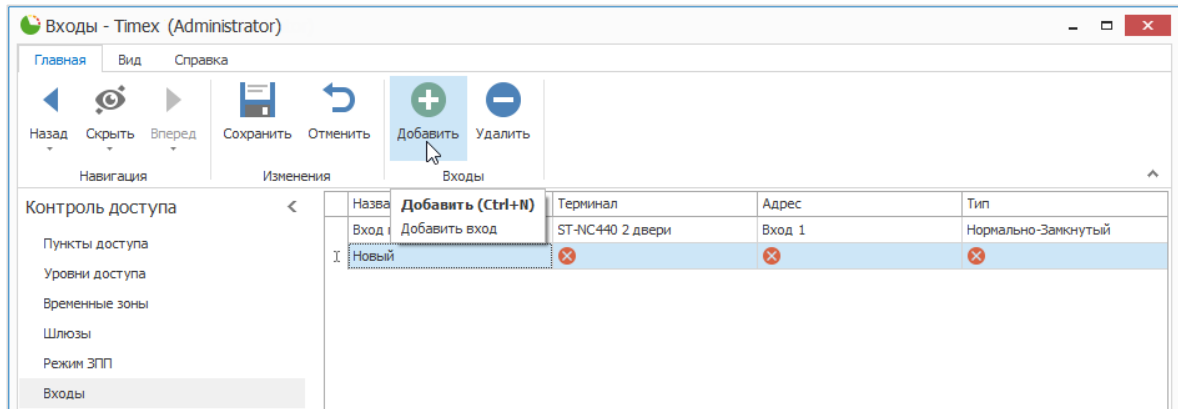 Входы - Timex (Administrator)
Главная Вид Справка
Назад Скрыть Вперед Сохранить Отменить Добавить Удалить
Навигация Изменения Входы
Контроль доступа
Назва Терминал Адрес Тип
Добавить (Ctrl+N)
Добавить вход
Вход ST-NC440 2 двери Вход 1 Нормально-Замкнутый
Новый
Пункты доступа
Уровни доступа
Временные зоны
Шлюзы
Режим ЗПП
Входы